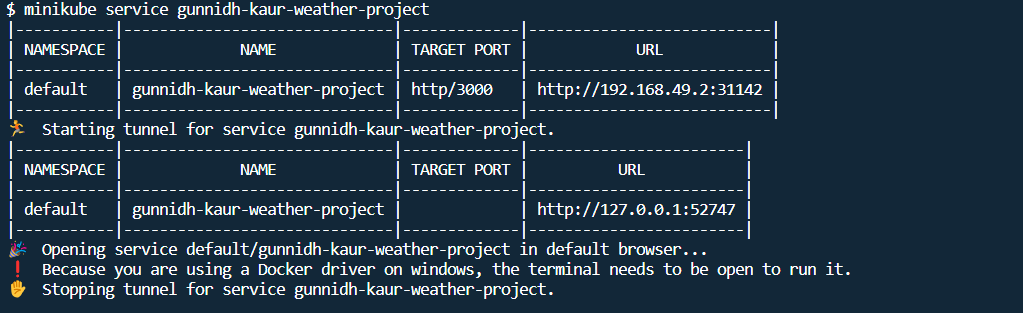 $ minikube service gunnidh-kaur-weather-project
|-----------|------------------------------|-------------|---------------------------|
| NAMESPACE |             NAME             | TARGET PORT |            URL            |
|-----------|------------------------------|-------------|---------------------------|
| default   | gunnidh-kaur-weather-project | http/3000   | http://192.168.49.2:31142 |
|-----------|------------------------------|-------------|---------------------------|
🏃  Starting tunnel for service gunnidh-kaur-weather-project.
|-----------|------------------------------|-------------|------------------------|
| NAMESPACE |             NAME             | TARGET PORT |          URL           |
|-----------|------------------------------|-------------|------------------------|
| default   | gunnidh-kaur-weather-project |             | http://127.0.0.1:52747 |
|-----------|------------------------------|-------------|------------------------|
🎉  Opening service default/gunnidh-kaur-weather-project in default browser...
❗  Because you are using a Docker driver on windows, the terminal needs to be open to run it.
✋  Stopping tunnel for service gunnidh-kaur-weather-project.